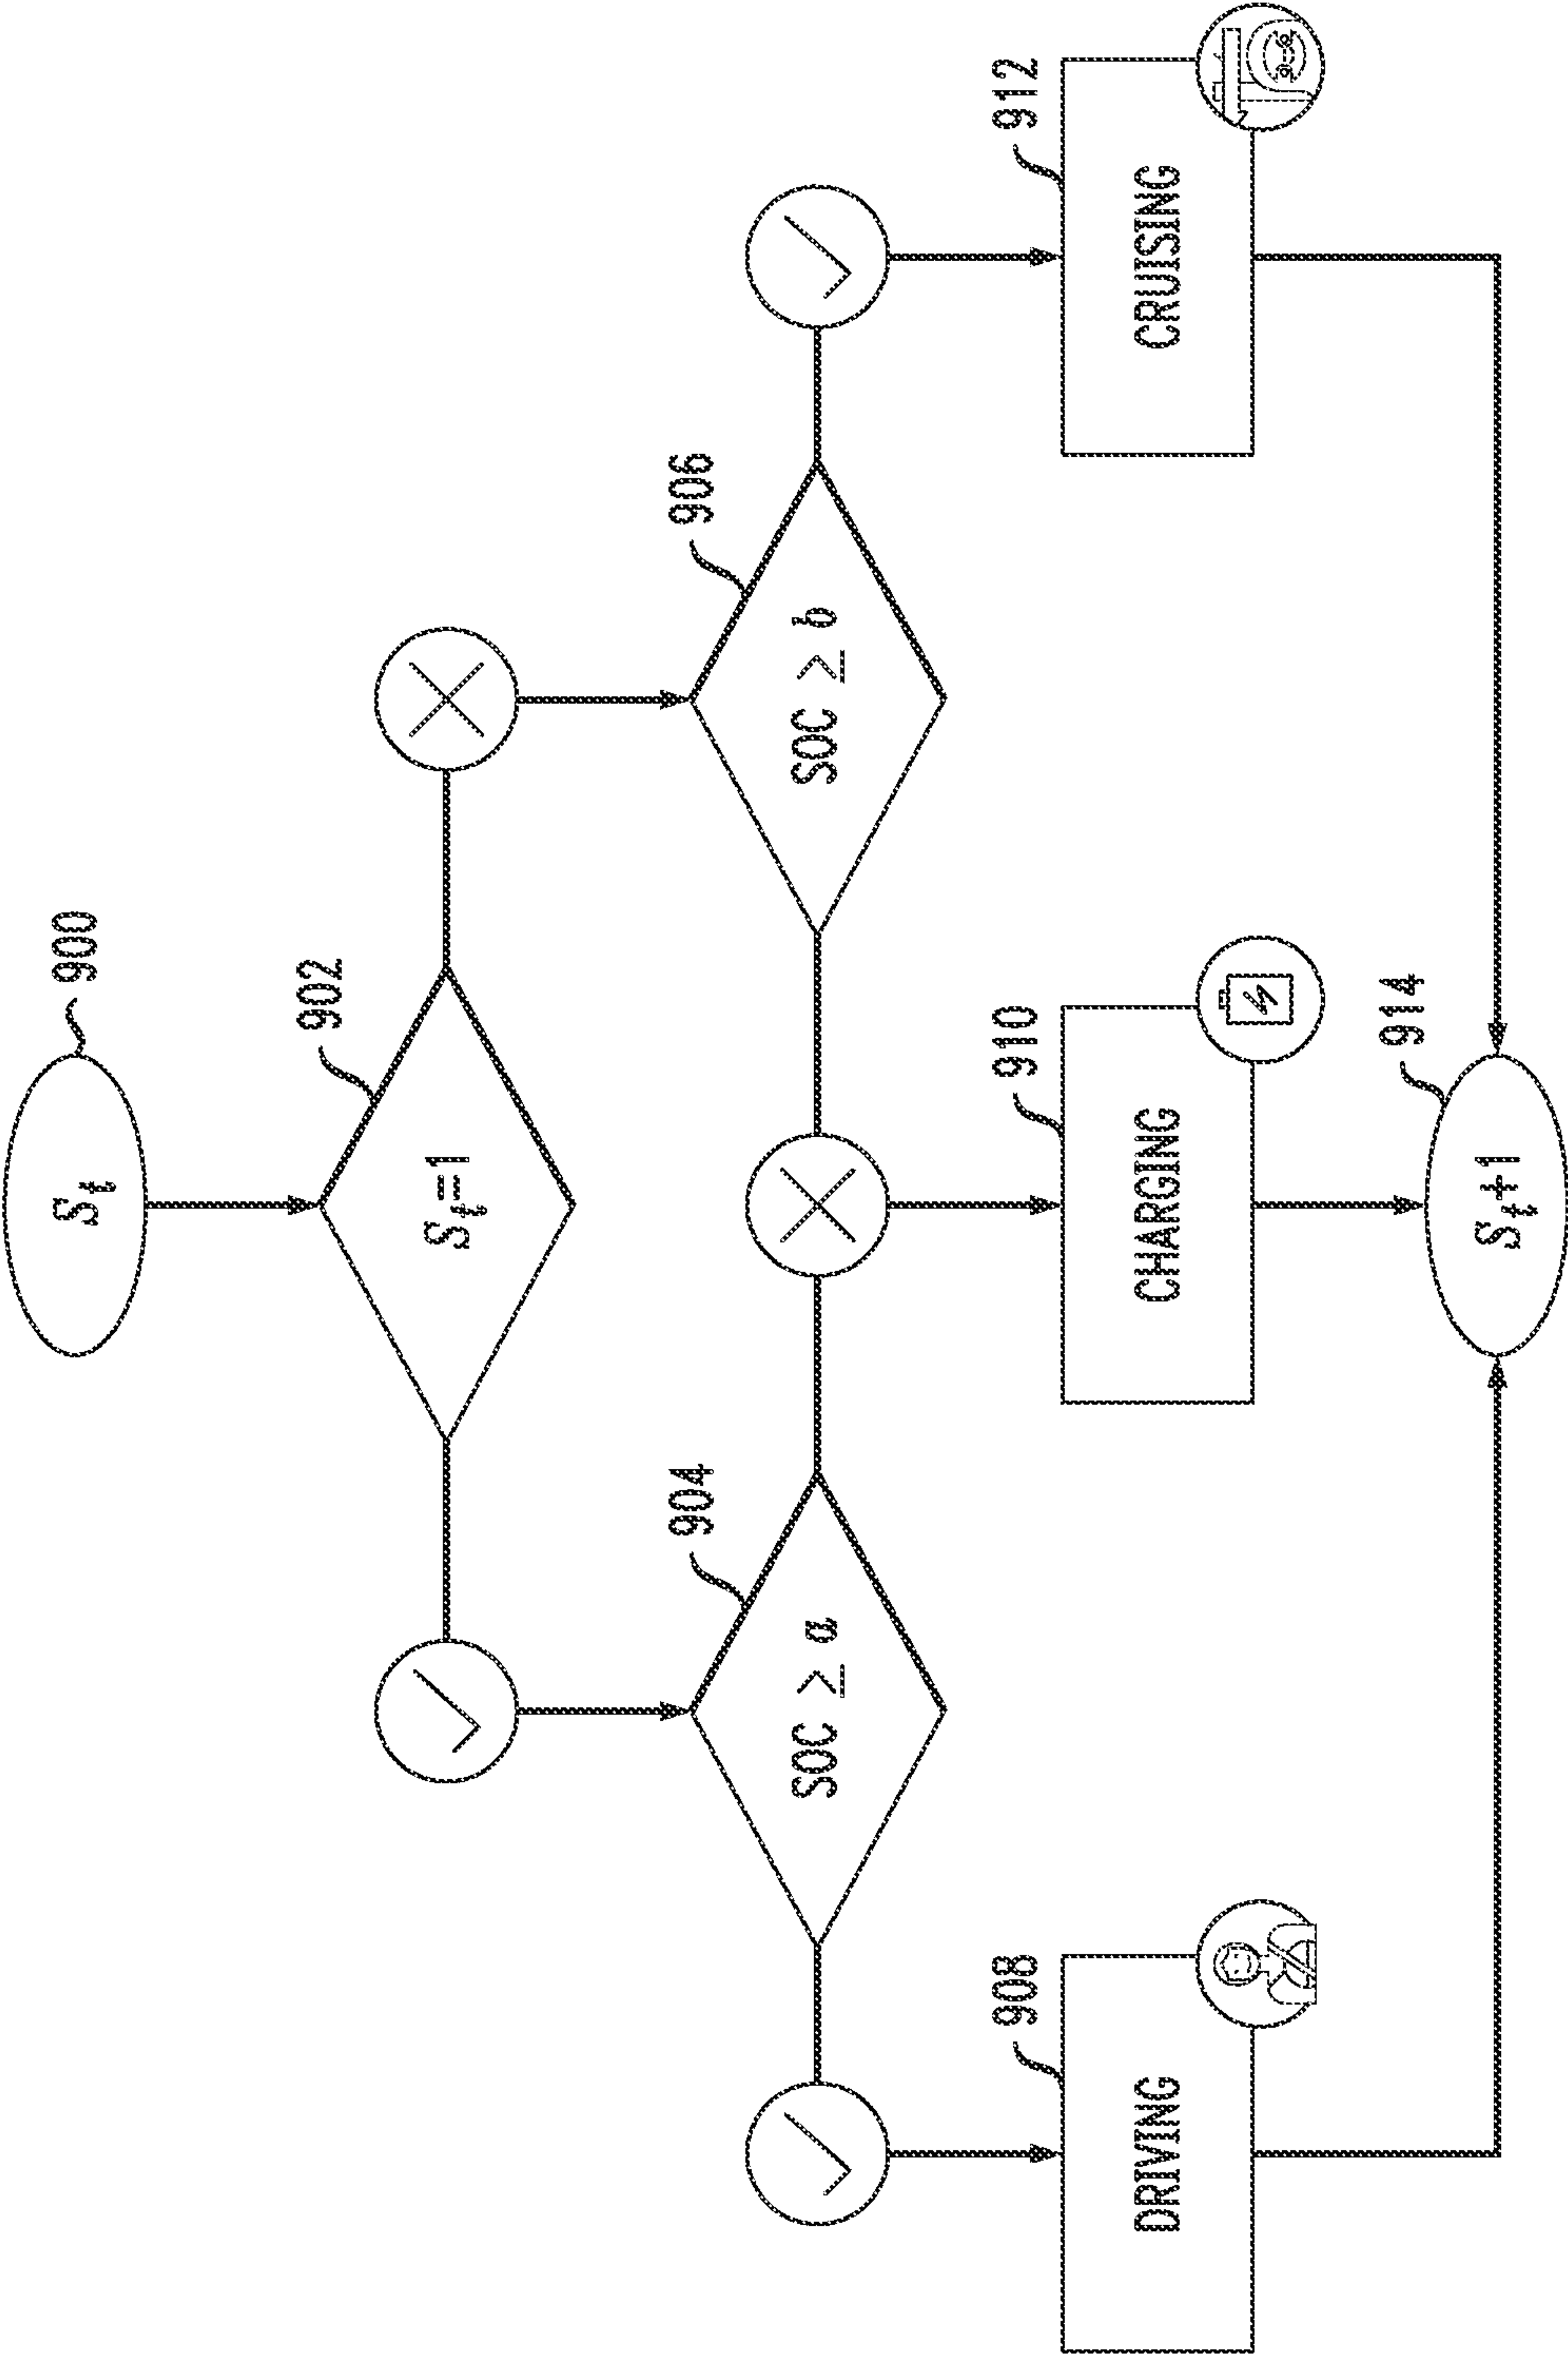 900
S_t
902
S_t=1
904
SOC ≥ a
906
SOC ≥ b
908
DRIVING
910
CHARGING
912
CRUISING
914
S_t+1